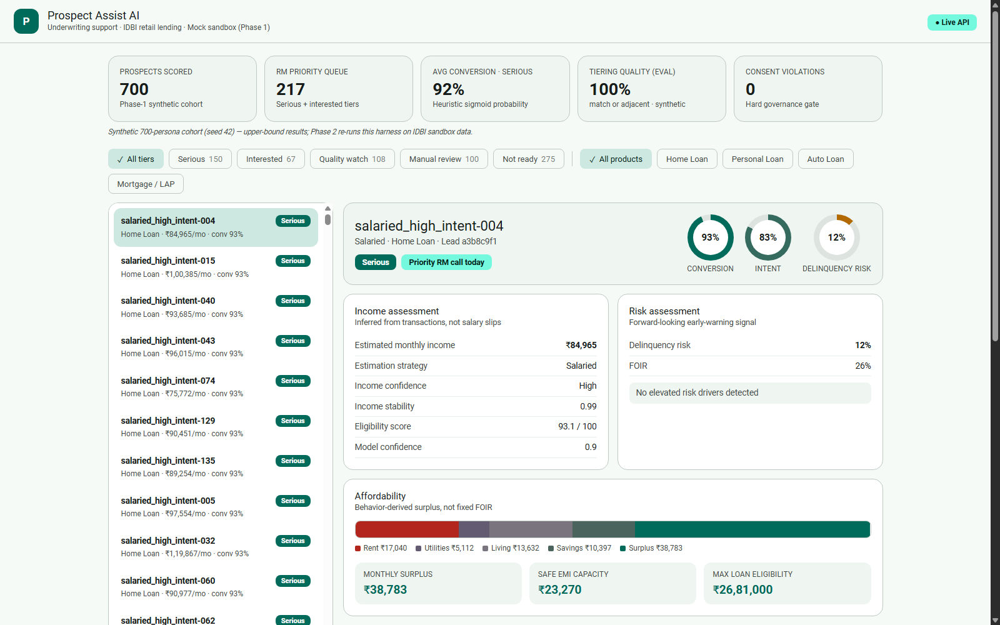 P
Prospect Assist AI
Underwriting support · IDBI retail lending · Mock sandbox (Phase 1)
● Live API
PROSPECTS SCORED
700
Phase-1 synthetic cohort
RM PRIORITY QUEUE
217
Serious + interested tiers
AVG CONVERSION · SERIOUS
92%
Heuristic sigmoid probability
TIERING QUALITY (EVAL)
100%
match or adjacent · synthetic
CONSENT VIOLATIONS
0
Hard governance gate
Synthetic 700-persona cohort (seed 42) — upper-bound results; Phase 2 re-runs this harness on IDBI sandbox data.
✓ All tiers
Serious 150
Interested 67
Quality watch 108
Manual review 100
Not ready 275
✓ All products
Home Loan
Personal Loan
Auto Loan
Mortgage / LAP
salaried_high_intent-004
Serious
Home Loan · ₹84,965/mo · conv 93%
salaried_high_intent-015
Serious
Home Loan · ₹1,00,385/mo · conv 93%
salaried_high_intent-040
Serious
Home Loan · ₹93,685/mo · conv 93%
salaried_high_intent-043
Serious
Home Loan · ₹96,015/mo · conv 93%
salaried_high_intent-074
Serious
Home Loan · ₹75,772/mo · conv 93%
salaried_high_intent-129
Serious
Home Loan · ₹90,451/mo · conv 93%
salaried_high_intent-135
Serious
Home Loan · ₹89,254/mo · conv 93%
salaried_high_intent-005
Serious
Home Loan · ₹97,554/mo · conv 93%
salaried_high_intent-032
Serious
Home Loan · ₹1,19,867/mo · conv 93%
salaried_high_intent-060
Serious
Home Loan · ₹90,977/mo · conv 93%
salaried_high_intent-062
Serious
salaried_high_intent-004
Salaried · Home Loan · Lead a3b8c9f1
Serious
Priority RM call today
93%
CONVERSION
83%
INTENT
12%
DELINQUENCY RISK
Income assessment
Inferred from transactions, not salary slips
Estimated monthly income ₹84,965
Estimation strategy Salaried
Income confidence High
Income stability 0.99
Eligibility score 93.1 / 100
Model confidence 0.9
Risk assessment
Forward-looking early-warning signal
Delinquency risk 12%
FOIR 26%
No elevated risk drivers detected
Affordability
Behavior-derived surplus, not fixed FOIR
Rent ₹17,040
Utilities ₹5,112
Living ₹13,632
Savings ₹10,397
Surplus ₹38,783
MONTHLY SURPLUS
₹38,783
SAFE EMI CAPACITY
₹23,270
MAX LOAN ELIGIBILITY
₹26,81,000